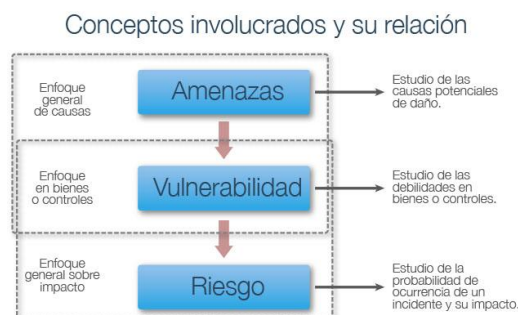 Conceptos involucrados y su relación
Enfoque
general
de causas
Amenazas
Estudio de las
causas potenciales
de daño.
Enfoque
en bienes
o controles
Vulnerabilidad
Estudio de las
debilidades en
bienes o controles.
Enfoque
general sobre
impacto
Riesgo
Estudio de la
probabilidad de
ocurrencia de un
incidente y su impacto.